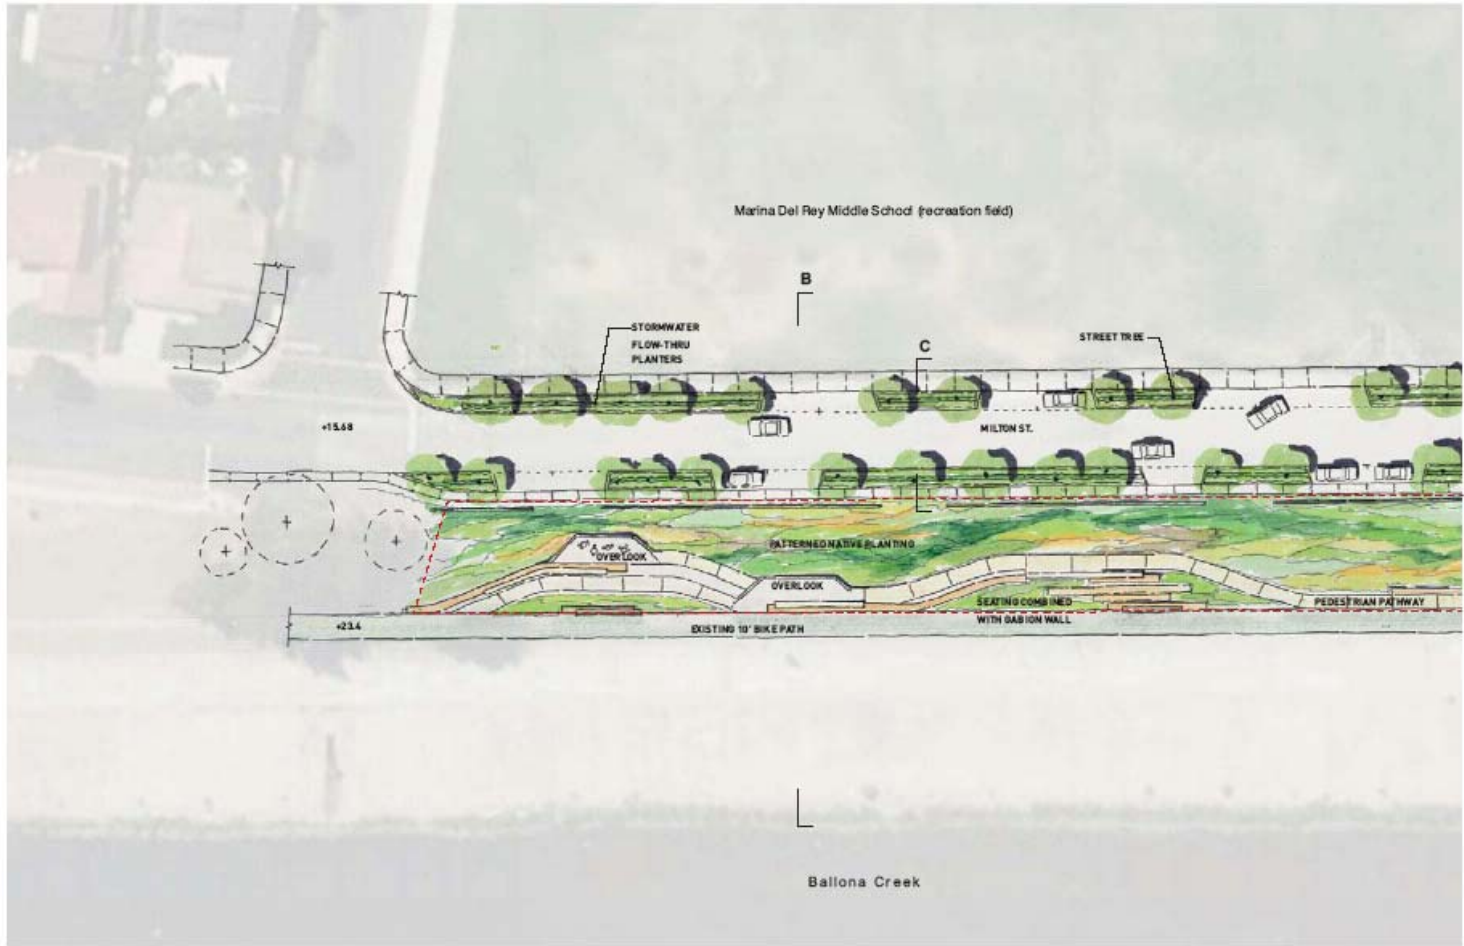 Marina Del Rey Middle School (recreation field)
B
STORMWATER
FLOW-THRU
PLANTERS
C
STREET TREE
+15.68
MILTON ST.
PATTERNED NATIVE PLANTING
OVERLOOK
OVERLOOK
SEATING COMBINED
WITH GABION WALL
PEDESTRIAN PATHWAY
+23.4
EXISTING 10' BIKE PATH
Ballona Creek